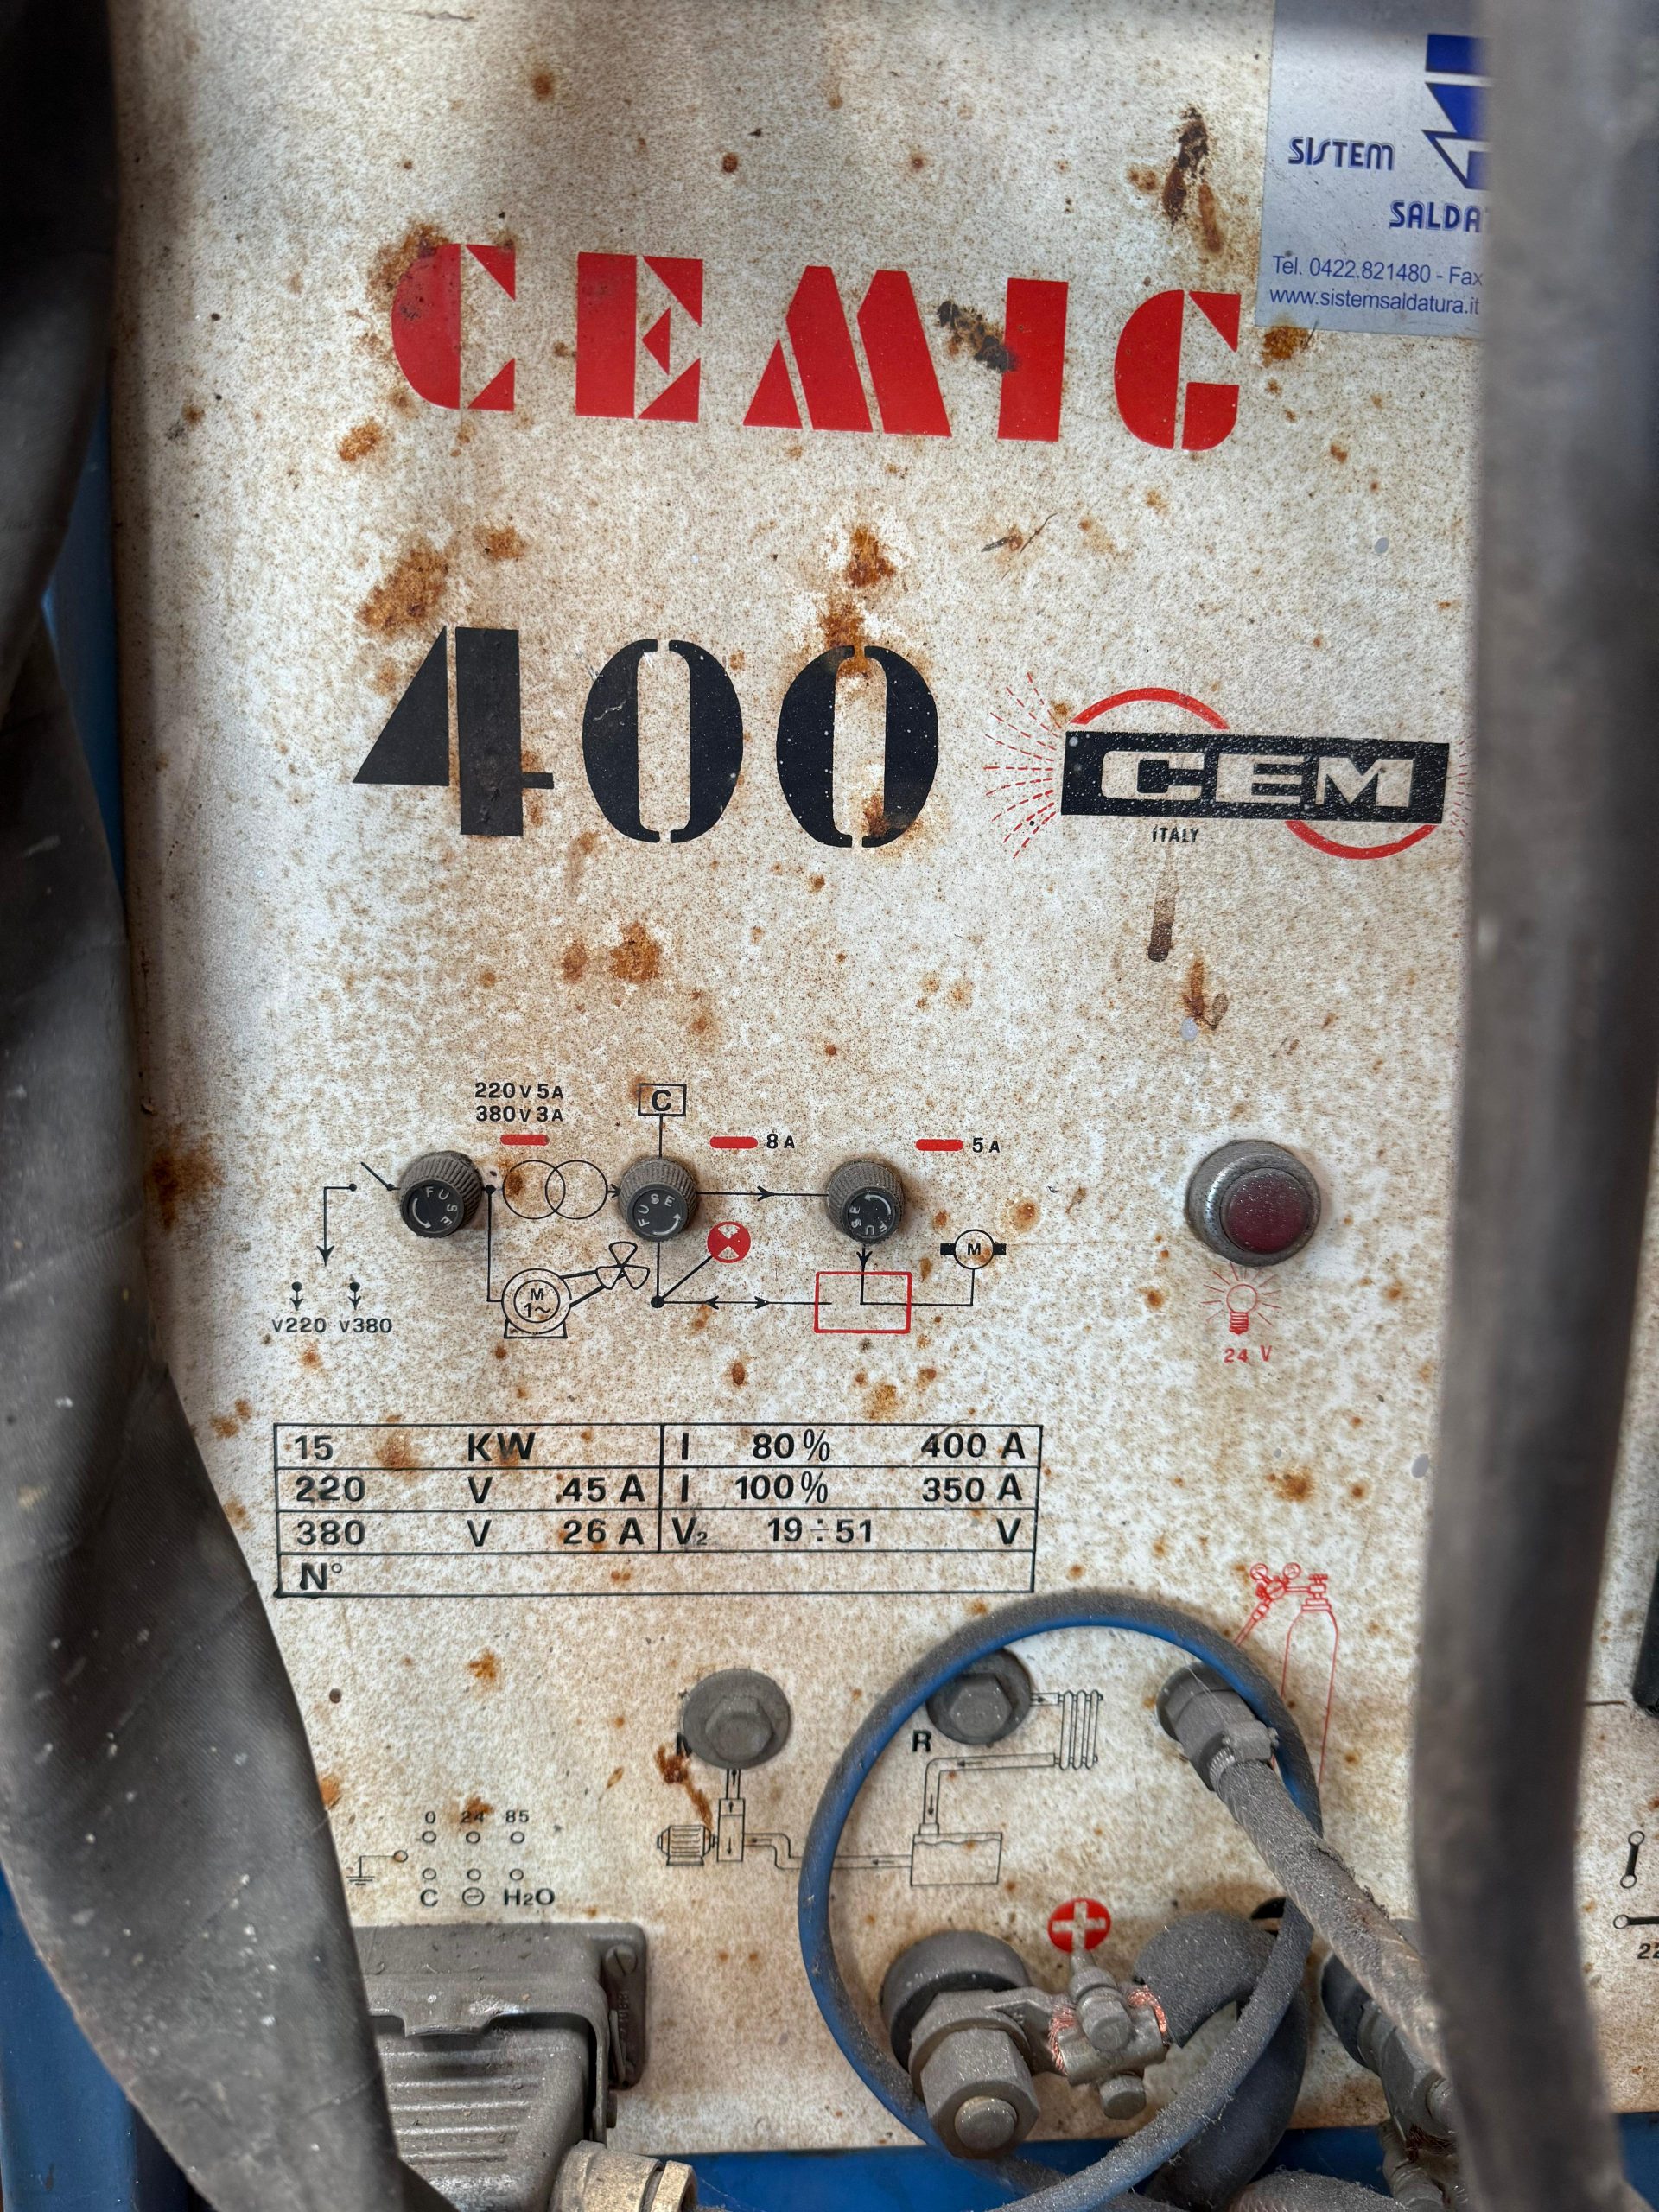 SISTEM
Tel. 0422.821480 - Fax
www.sistemsaldatura.it
CEMIG
400
CEM
ITALY
220 V 5 A
380 V 3 A
C
8 A
5 A
FUSE
FUSE
FUSE
M
M
1~
V220 V380
24 V
15 KW I 80% 400 A
220 V 45 A I 100% 350 A
380 V 26 A V₂ 19÷51 V
N°
R
0 24 85
C H₂O